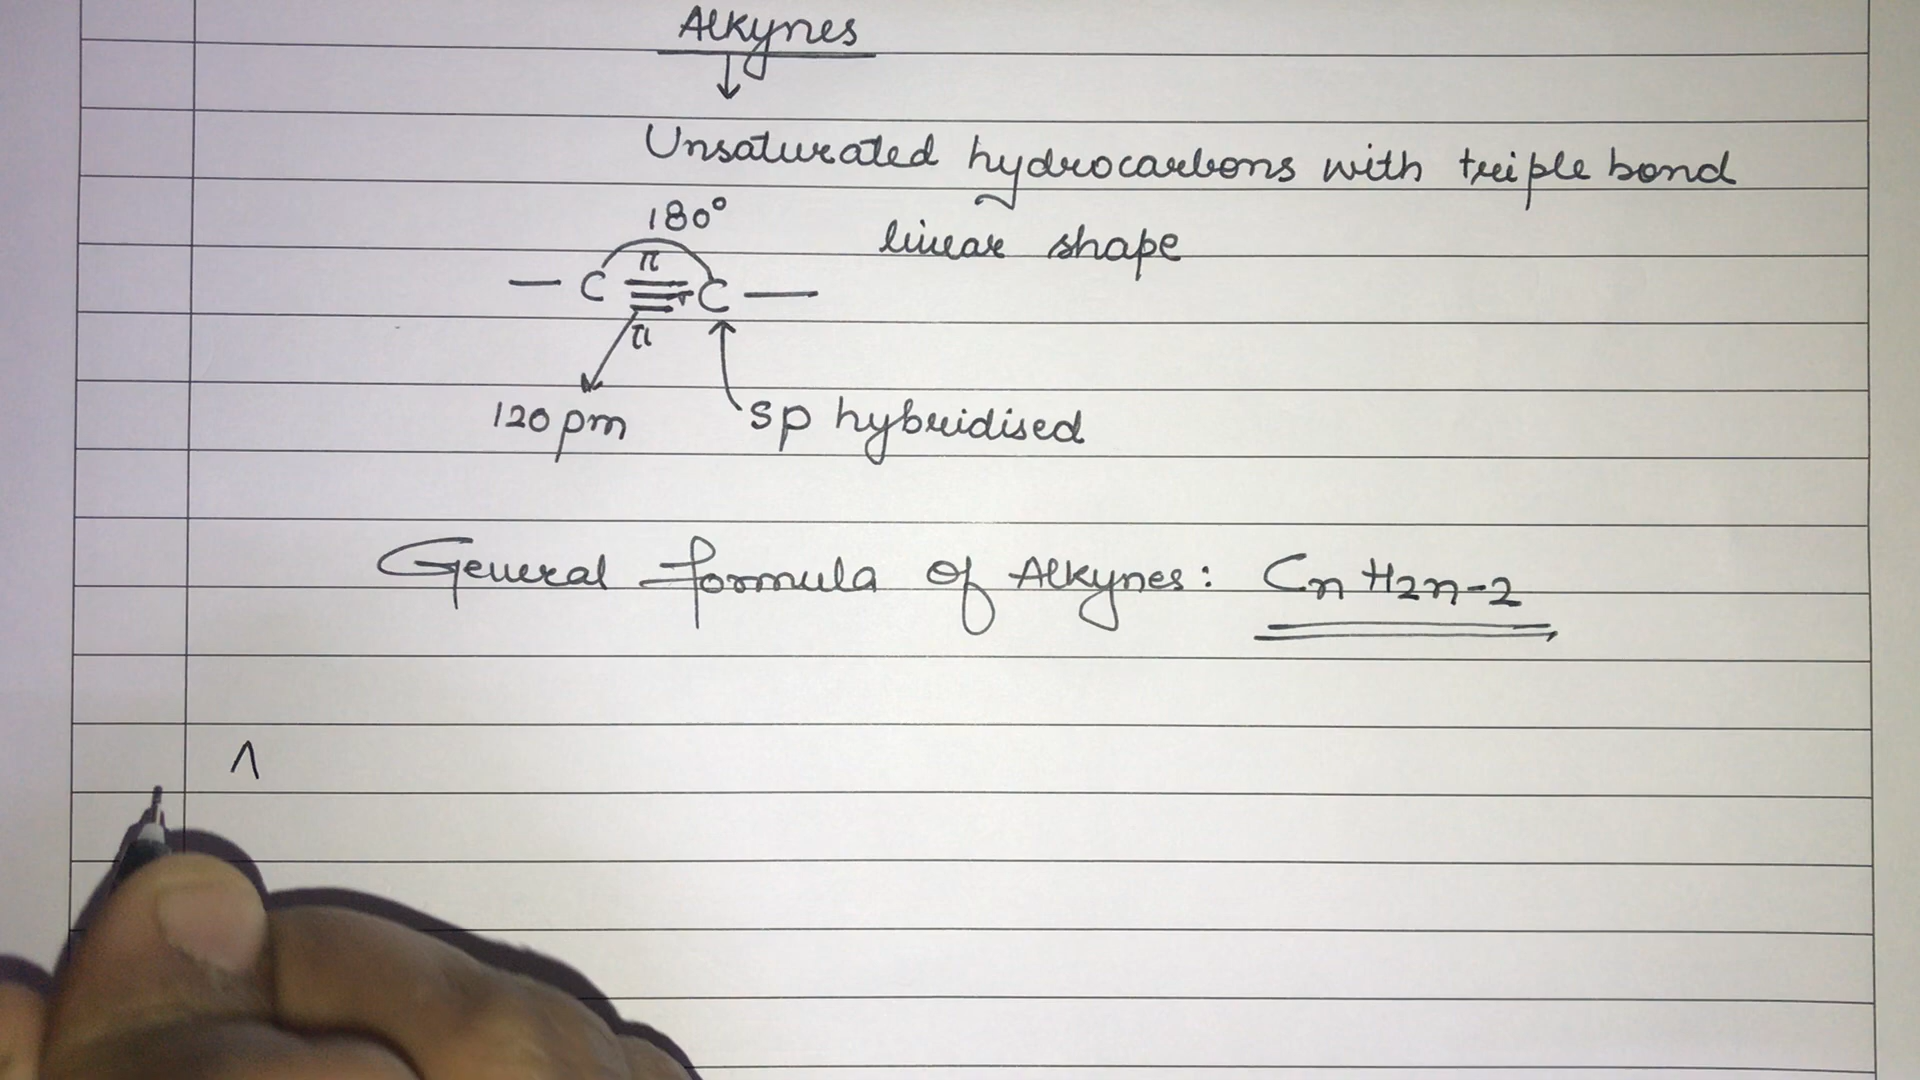 Alkynes
Unsaturated hydrocarbons with triple bond
180° linear shape
π
— C ≡ C —
π
120 pm sp hybridised
General formula of Alkynes: CnH2n-2